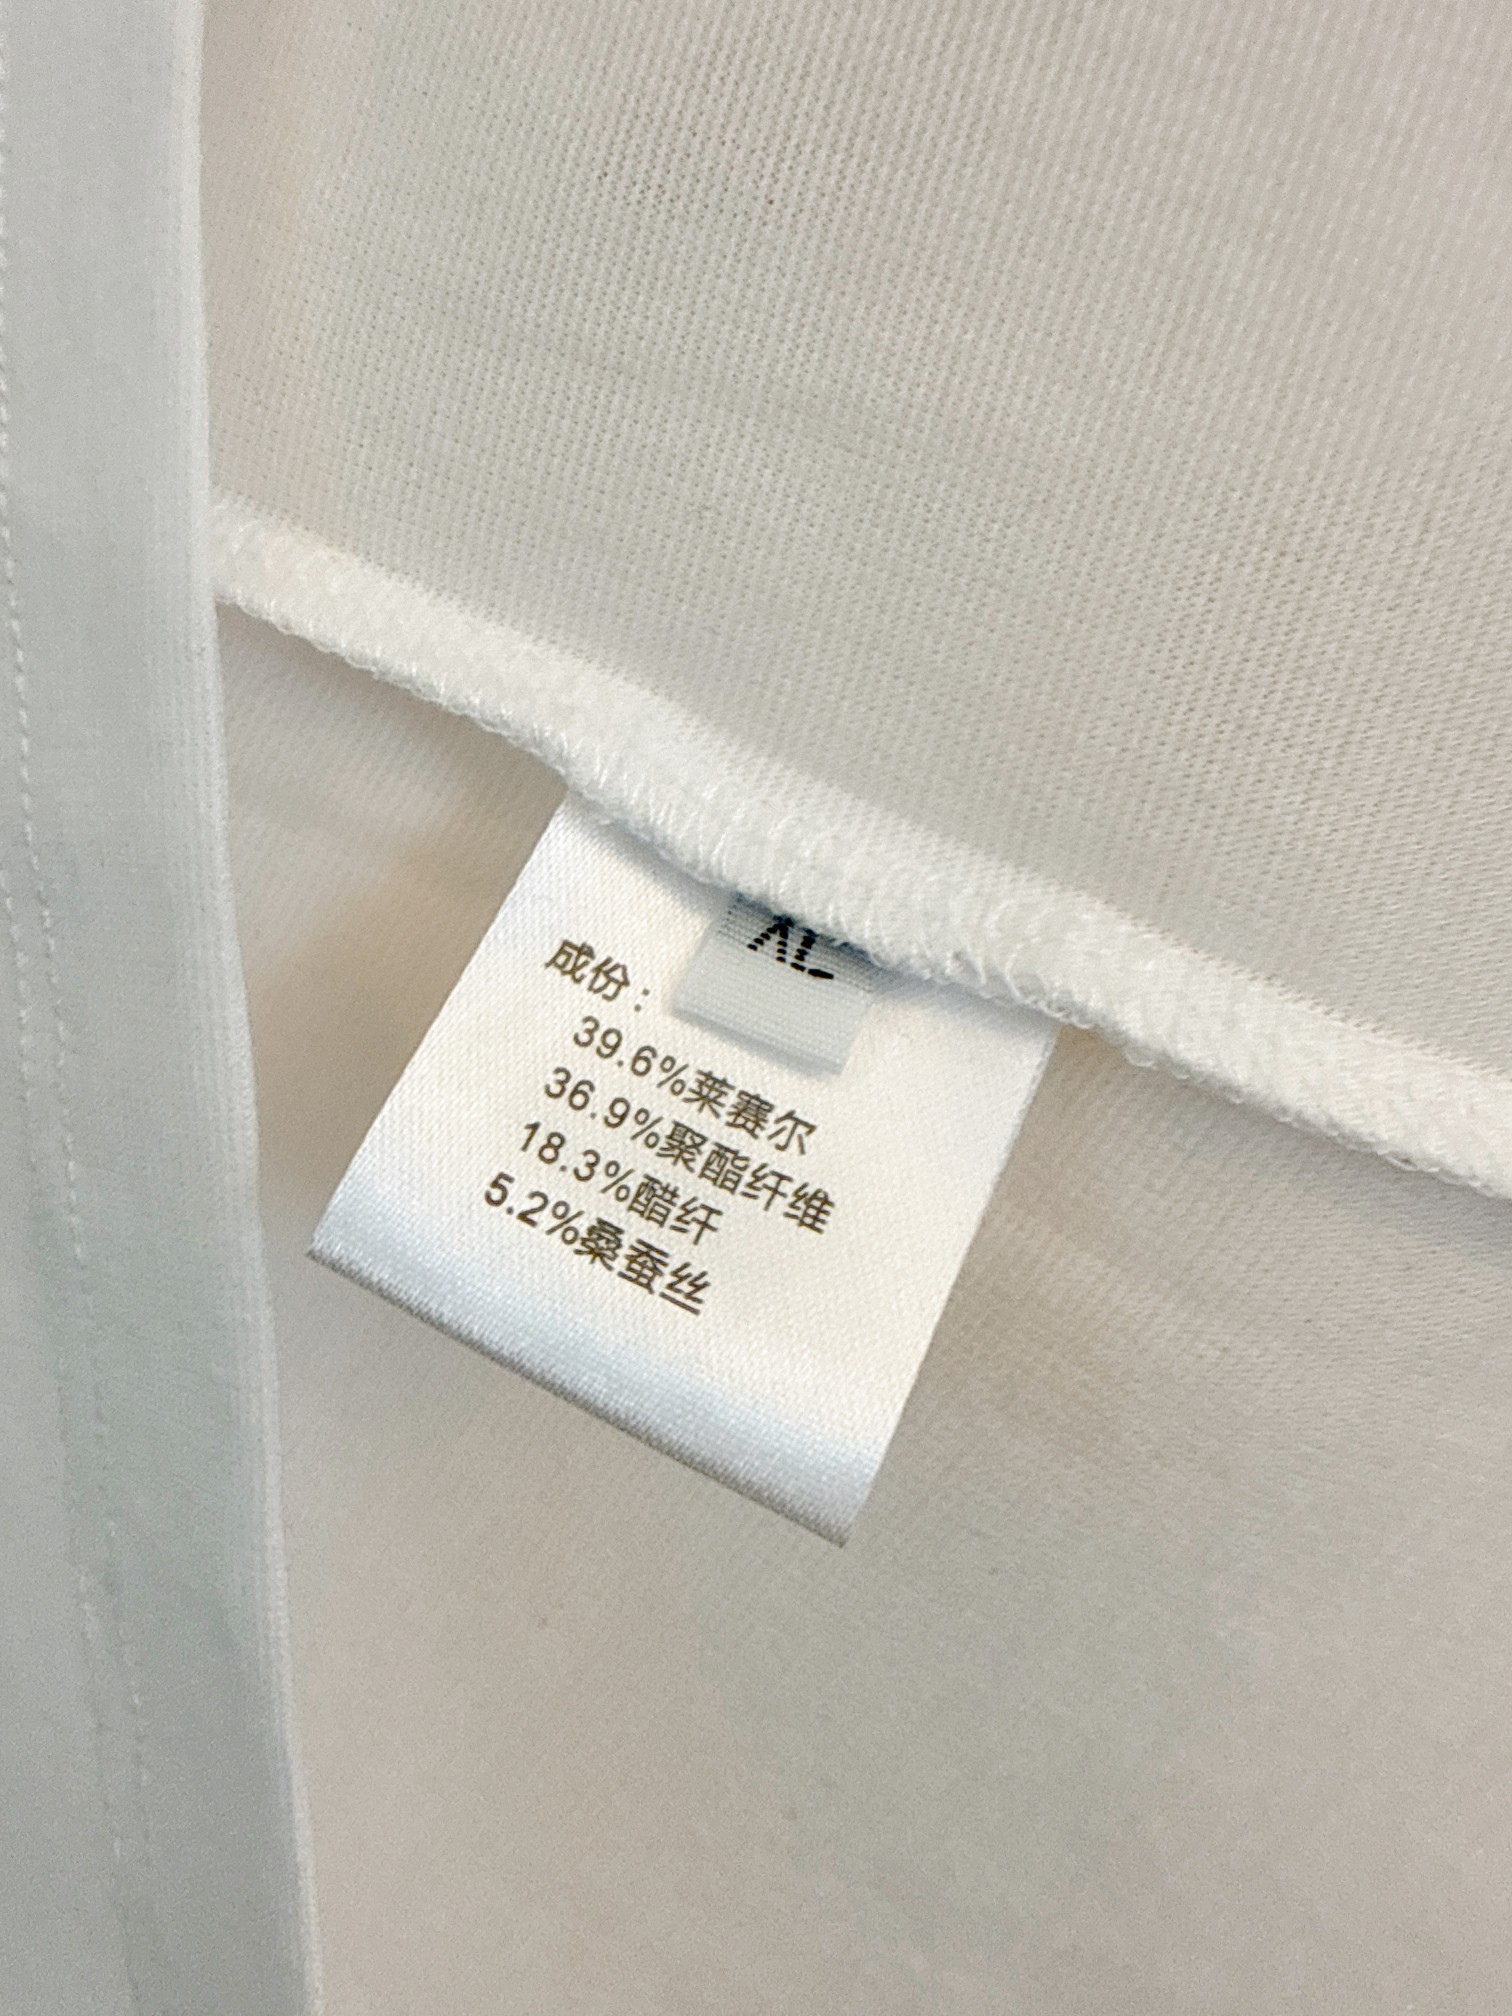 XL
成份：
39.6%莱赛尔
36.9%聚酯纤维
18.3%醋纤
5.2%桑蚕丝